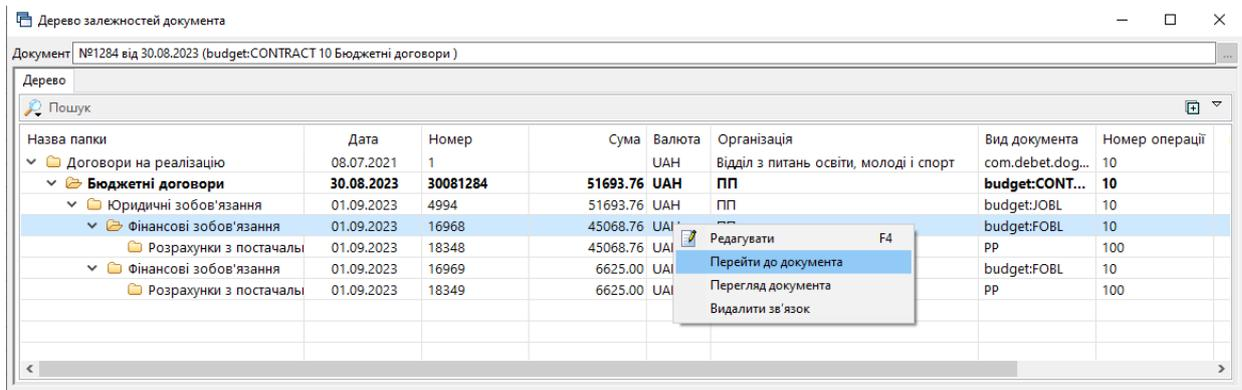 Дерево залежностей документа
Документ №1284 від 30.08.2023 (budget:CONTRACT 10 Бюджетні договори )
Дерево
Пошук
Назва папки Дата Номер Сума Валюта Організація Вид документа Номер операції
Договори на реалізацію 08.07.2021 1 UAH Відділ з питань освіти, молоді і спорт com.debet.dog... 10
Бюджетні договори 30.08.2023 30081284 51693.76 UAH ПП budget:CONT... 10
Юридичні зобов'язання 01.09.2023 4994 51693.76 UAH ПП budget:JOBL 10
Фінансові зобов'язання 01.09.2023 16968 45068.76 budget:FOBL 10
Розрахунки з постачаль 01.09.2023 18348 45068.76 PP 100
Фінансові зобов'язання 01.09.2023 16969 6625.00 budget:FOBL 10
Розрахунки з постачаль 01.09.2023 18349 6625.00 PP 100
Редагувати F4
Перейти до документа
Перегляд документа
Видалити зв'язок